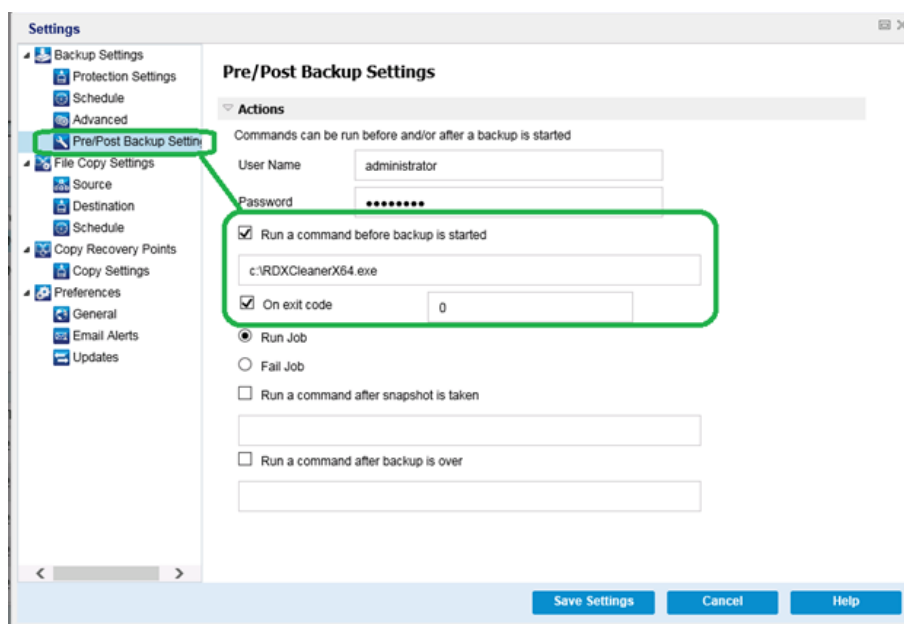 Settings
Backup Settings
Protection Settings
Schedule
Advanced
Pre/Post Backup Settin
File Copy Settings
Source
Destination
Schedule
Copy Recovery Points
Copy Settings
Preferences
General
Email Alerts
Updates
Pre/Post Backup Settings
Actions
Commands can be run before and/or after a backup is started
User Name administrator
Password ••••••••
Run a command before backup is started
c:\RDXCleanerX64.exe
On exit code 0
Run Job
Fail Job
Run a command after snapshot is taken
Run a command after backup is over
Save Settings Cancel Help